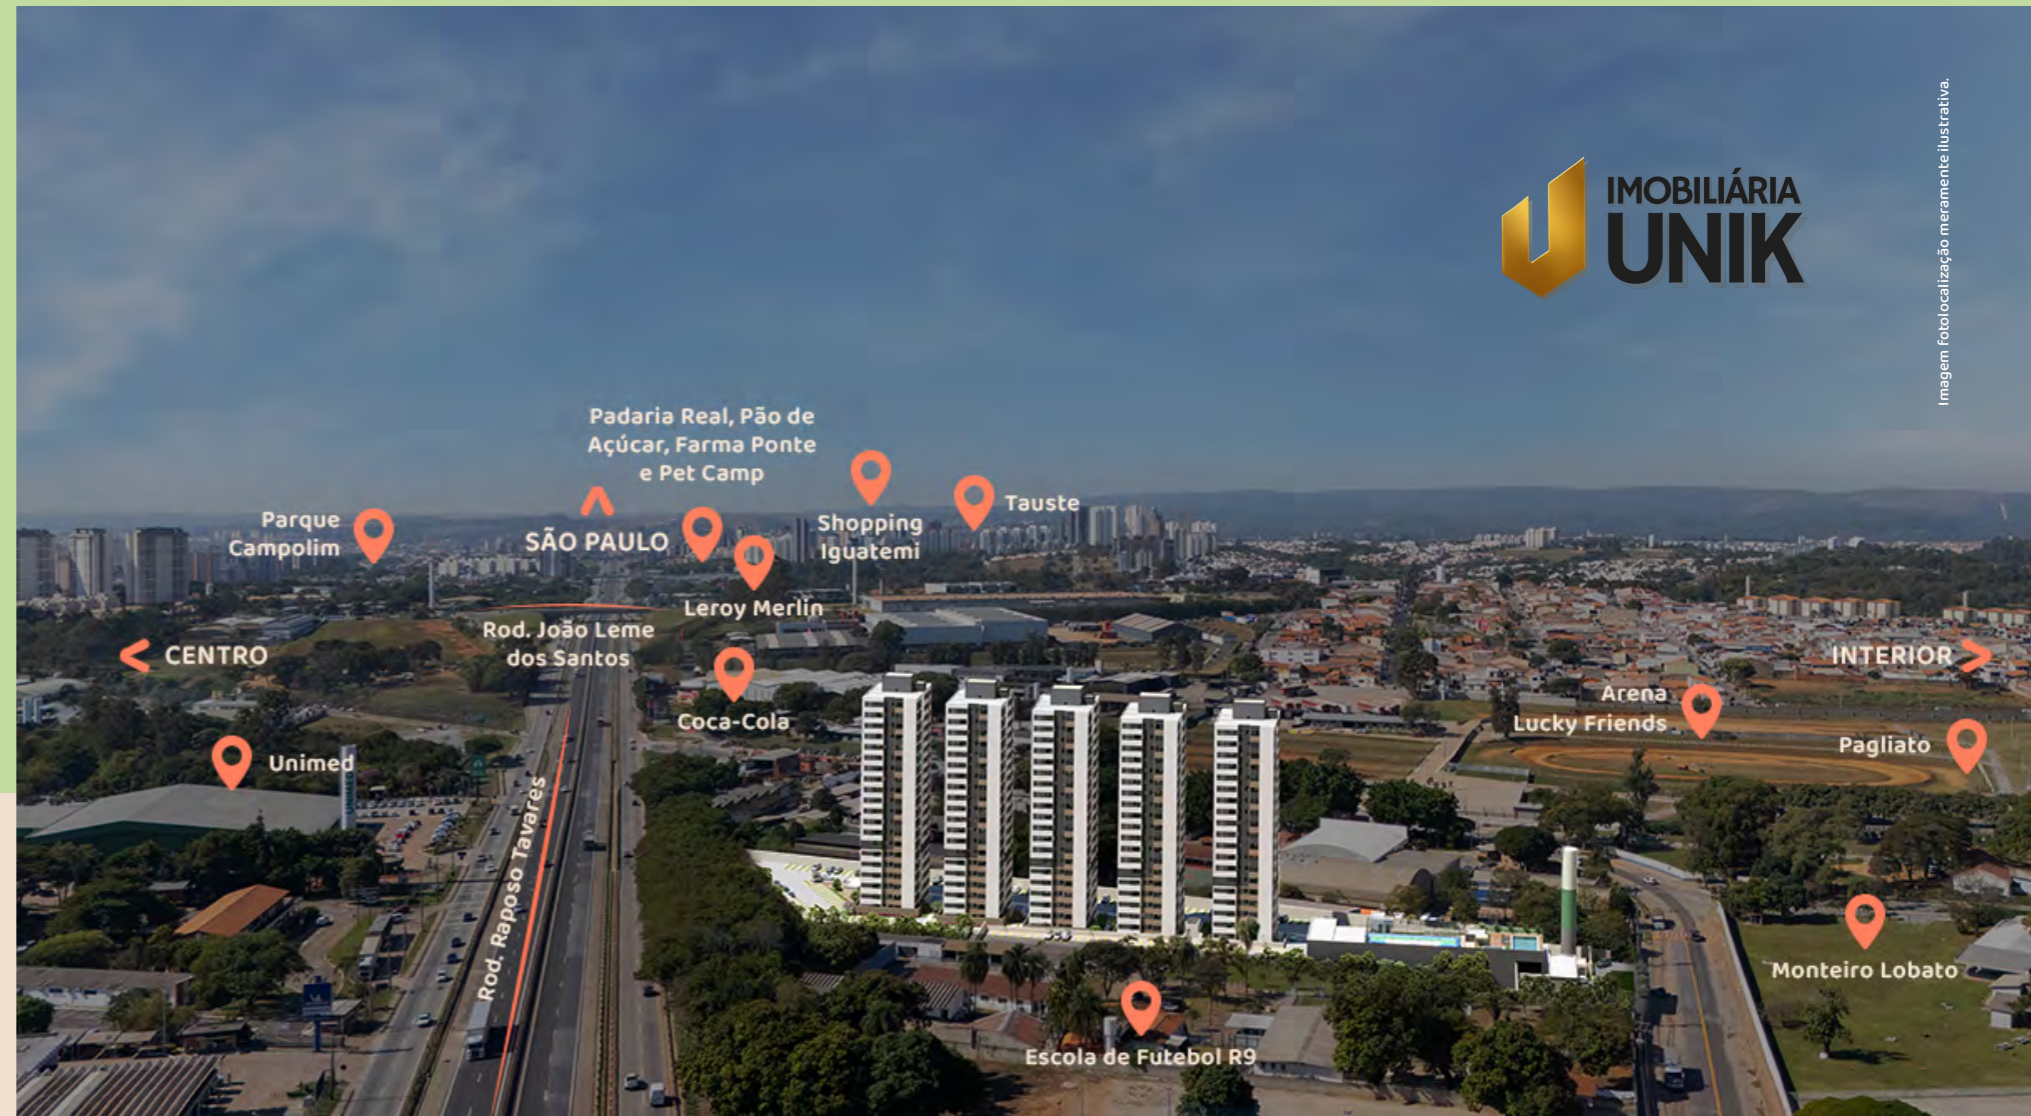 IMOBILIÁRIA
UNIK
Imagem fotolocalização meramente ilustrativa.
Padaria Real, Pão de
Açúcar, Farma Ponte
e Pet Camp
Parque
Campolim
SÃO PAULO
Shopping
Iguatemi
Tauste
Leroy Merlin
Rod. João Leme
dos Santos
CENTRO
INTERIOR
Coca-Cola
Arena
Lucky Friends
Pagliato
Unimed
Rod. Raposo Tavares
Monteiro Lobato
Escola de Futebol R9